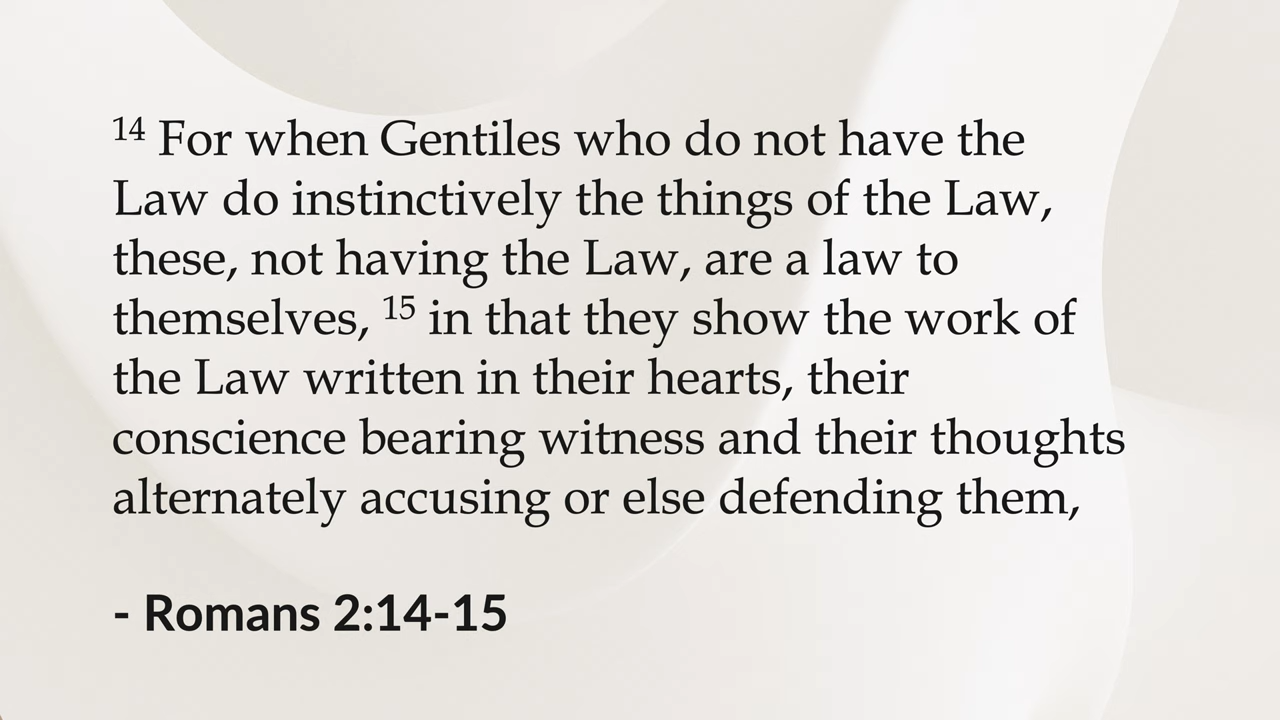 14 For when Gentiles who do not have the
Law do instinctively the things of the Law,
these, not having the Law, are a law to
themselves, 15 in that they show the work of
the Law written in their hearts, their
conscience bearing witness and their thoughts
alternately accusing or else defending them,
- Romans 2:14-15